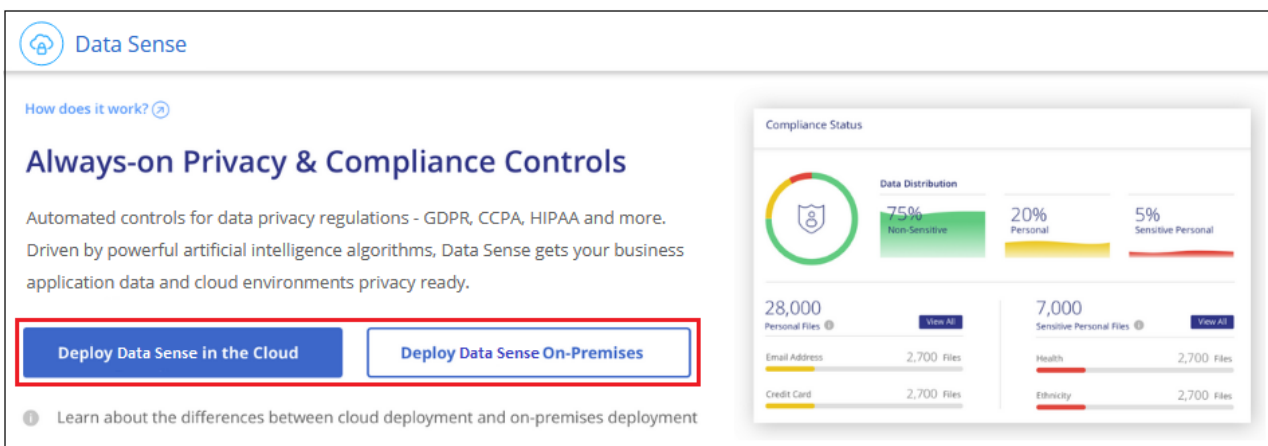 Data Sense
How does it work?
Always-on Privacy & Compliance Controls
Automated controls for data privacy regulations - GDPR, CCPA, HIPAA and more.
Driven by powerful artificial intelligence algorithms, Data Sense gets your business
application data and cloud environments privacy ready.
Deploy Data Sense in the Cloud
Deploy Data Sense On-Premises
Learn about the differences between cloud deployment and on-premises deployment
Compliance Status
Data Distribution
75%
Non-Sensitive
20%
Personal
5%
Sensitive Personal
28,000
Personal Files
View All
Email Address
2,700 Files
Credit Card
2,700 Files
7,000
Sensitive Personal Files
View All
Health
2,700 Files
Ethnicity
2,700 Files